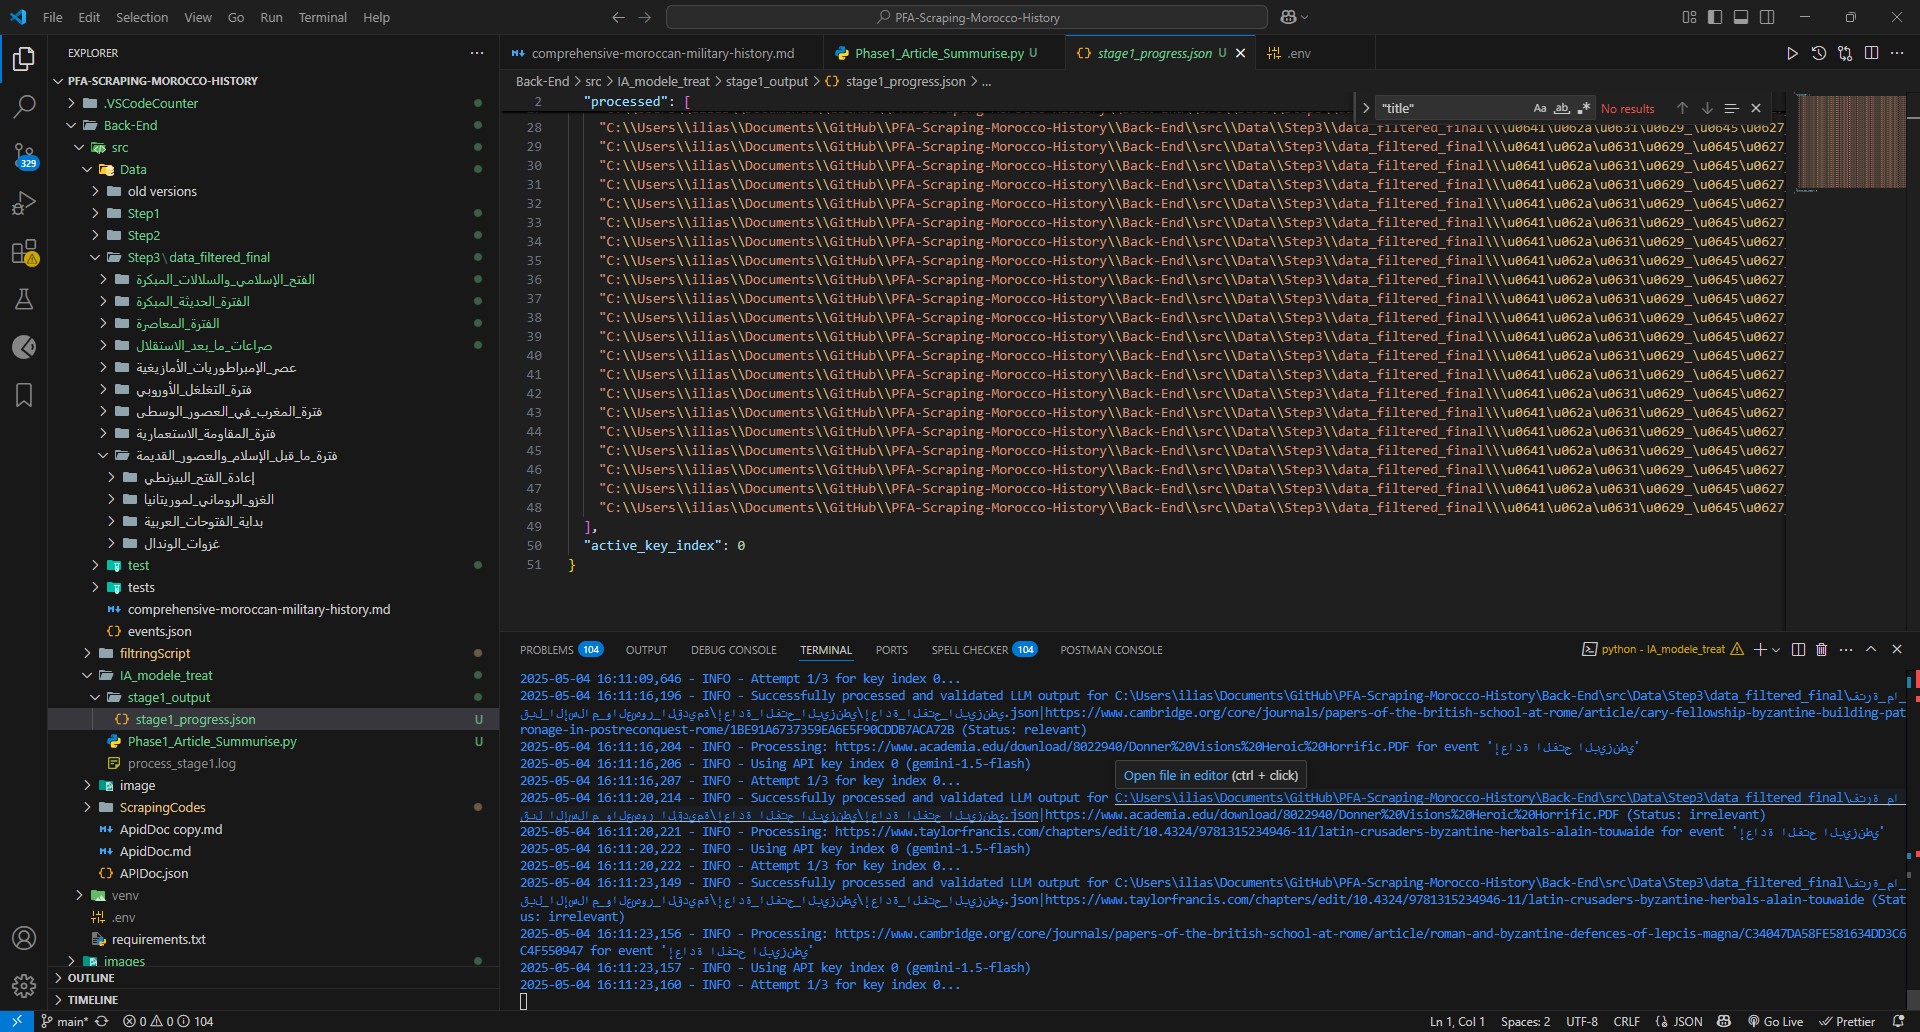 File Edit Selection View Go Run Terminal Help
PFA-Scraping-Morocco-History
EXPLORER
PFA-SCRAPING-MOROCCO-HISTORY
.VSCodeCounter
Back-End
src
Data
old versions
Step1
Step2
Step3 \ data_filtered_final
الفتح_الإسلامي_والسلالات_المبكرة
الفترة_الحديثة_المبكرة
الفترة_المعاصرة
صراعات_ما_بعد_الاستقلال
عصر_الإمبراطوريات_الأمازيغية
فترة_التغلغل_الأوروبي
فترة_المغرب_في_العصور_الوسطى
فترة_المقاومة_الاستعمارية
فترة_ما_قبل_الإسلام_والعصور_القديمة
إعادة_الفتح_البيزنطي
الغزو_الروماني_لموريتانيا
بداية_الفتوحات_العربية
غزوات_الوندال
test
tests
comprehensive-moroccan-military-history.md
events.json
filtringScript
IA_modele_treat
stage1_output
stage1_progress.json U
Phase1_Article_Summurise.py U
process_stage1.log
image
ScrapingCodes
ApidDoc copy.md
ApidDoc.md
APIDoc.json
venv
.env
requirements.txt
images
OUTLINE
TIMELINE
329
comprehensive-moroccan-military-history.md Phase1_Article_Summurise.py U stage1_progress.json U .env
Back-End > src > IA_modele_treat > stage1_output > stage1_progress.json > ...
"title" Aa ab No results
2 "processed": [
28 "C:\\Users\\ilias\\Documents\\GitHub\\PFA-Scraping-Morocco-History\\Back-End\\src\\Data\\Step3\\data_filtered_final\\\u0641\u062a\u0631\u0629_\u0645\u0627
29 "C:\\Users\\ilias\\Documents\\GitHub\\PFA-Scraping-Morocco-History\\Back-End\\src\\Data\\Step3\\data_filtered_final\\\u0641\u062a\u0631\u0629_\u0645\u0627
30 "C:\\Users\\ilias\\Documents\\GitHub\\PFA-Scraping-Morocco-History\\Back-End\\src\\Data\\Step3\\data_filtered_final\\\u0641\u062a\u0631\u0629_\u0645\u0627
31 "C:\\Users\\ilias\\Documents\\GitHub\\PFA-Scraping-Morocco-History\\Back-End\\src\\Data\\Step3\\data_filtered_final\\\u0641\u062a\u0631\u0629_\u0645\u0627
32 "C:\\Users\\ilias\\Documents\\GitHub\\PFA-Scraping-Morocco-History\\Back-End\\src\\Data\\Step3\\data_filtered_final\\\u0641\u062a\u0631\u0629_\u0645\u0627
33 "C:\\Users\\ilias\\Documents\\GitHub\\PFA-Scraping-Morocco-History\\Back-End\\src\\Data\\Step3\\data_filtered_final\\\u0641\u062a\u0631\u0629_\u0645\u0627
34 "C:\\Users\\ilias\\Documents\\GitHub\\PFA-Scraping-Morocco-History\\Back-End\\src\\Data\\Step3\\data_filtered_final\\\u0641\u062a\u0631\u0629_\u0645\u0627
35 "C:\\Users\\ilias\\Documents\\GitHub\\PFA-Scraping-Morocco-History\\Back-End\\src\\Data\\Step3\\data_filtered_final\\\u0641\u062a\u0631\u0629_\u0645\u0627
36 "C:\\Users\\ilias\\Documents\\GitHub\\PFA-Scraping-Morocco-History\\Back-End\\src\\Data\\Step3\\data_filtered_final\\\u0641\u062a\u0631\u0629_\u0645\u0627
37 "C:\\Users\\ilias\\Documents\\GitHub\\PFA-Scraping-Morocco-History\\Back-End\\src\\Data\\Step3\\data_filtered_final\\\u0641\u062a\u0631\u0629_\u0645\u0627
38 "C:\\Users\\ilias\\Documents\\GitHub\\PFA-Scraping-Morocco-History\\Back-End\\src\\Data\\Step3\\data_filtered_final\\\u0641\u062a\u0631\u0629_\u0645\u0627
39 "C:\\Users\\ilias\\Documents\\GitHub\\PFA-Scraping-Morocco-History\\Back-End\\src\\Data\\Step3\\data_filtered_final\\\u0641\u062a\u0631\u0629_\u0645\u0627
40 "C:\\Users\\ilias\\Documents\\GitHub\\PFA-Scraping-Morocco-History\\Back-End\\src\\Data\\Step3\\data_filtered_final\\\u0641\u062a\u0631\u0629_\u0645\u0627
41 "C:\\Users\\ilias\\Documents\\GitHub\\PFA-Scraping-Morocco-History\\Back-End\\src\\Data\\Step3\\data_filtered_final\\\u0641\u062a\u0631\u0629_\u0645\u0627
42 "C:\\Users\\ilias\\Documents\\GitHub\\PFA-Scraping-Morocco-History\\Back-End\\src\\Data\\Step3\\data_filtered_final\\\u0641\u062a\u0631\u0629_\u0645\u0627
43 "C:\\Users\\ilias\\Documents\\GitHub\\PFA-Scraping-Morocco-History\\Back-End\\src\\Data\\Step3\\data_filtered_final\\\u0641\u062a\u0631\u0629_\u0645\u0627
44 "C:\\Users\\ilias\\Documents\\GitHub\\PFA-Scraping-Morocco-History\\Back-End\\src\\Data\\Step3\\data_filtered_final\\\u0641\u062a\u0631\u0629_\u0645\u0627
45 "C:\\Users\\ilias\\Documents\\GitHub\\PFA-Scraping-Morocco-History\\Back-End\\src\\Data\\Step3\\data_filtered_final\\\u0641\u062a\u0631\u0629_\u0645\u0627
46 "C:\\Users\\ilias\\Documents\\GitHub\\PFA-Scraping-Morocco-History\\Back-End\\src\\Data\\Step3\\data_filtered_final\\\u0641\u062a\u0631\u0629_\u0645\u0627
47 "C:\\Users\\ilias\\Documents\\GitHub\\PFA-Scraping-Morocco-History\\Back-End\\src\\Data\\Step3\\data_filtered_final\\\u0641\u062a\u0631\u0629_\u0645\u0627
48 "C:\\Users\\ilias\\Documents\\GitHub\\PFA-Scraping-Morocco-History\\Back-End\\src\\Data\\Step3\\data_filtered_final\\\u0641\u062a\u0631\u0629_\u0645\u0627
49 ],
50 "active_key_index": 0
51 }
PROBLEMS 104 OUTPUT DEBUG CONSOLE TERMINAL PORTS SPELL CHECKER 104 POSTMAN CONSOLE python - IA_modele_treat
2025-05-04 16:11:09,646 - INFO - Attempt 1/3 for key index 0...
2025-05-04 16:11:16,196 - INFO - Successfully processed and validated LLM output for C:\Users\ilias\Documents\GitHub\PFA-Scraping-Morocco-History\Back-End\src\Data\Step3\data_filtered_final\فترة_ما_
قبل_الإسلام_والعصور_القديمة\إعادة_الفتح_البيزنطي\إعادة_الفتح_البيزنطي.json|https://www.cambridge.org/core/journals/papers-of-the-british-school-at-rome/article/cary-fellowship-byzantine-building-pat
ronage-in-postreconquest-rome/1BE91A6737359EA6E5F90CDDB7ACA72B (Status: relevant)
2025-05-04 16:11:16,204 - INFO - Processing: https://www.academia.edu/download/8022940/Donner%20Visions%20Heroic%20Horrific.PDF for event 'إعادة الفتح البيزنطي'
2025-05-04 16:11:16,206 - INFO - Using API key index 0 (gemini-1.5-flash)
2025-05-04 16:11:16,207 - INFO - Attempt 1/3 for key index 0...
Open file in editor (ctrl + click)
2025-05-04 16:11:20,214 - INFO - Successfully processed and validated LLM output for C:\Users\ilias\Documents\GitHub\PFA-Scraping-Morocco-History\Back-End\src\Data\Step3\data_filtered_final\فترة_ما_
قبل_الإسلام_والعصور_القديمة\إعادة_الفتح_البيزنطي\إعادة_الفتح_البيزنطي.json|https://www.academia.edu/download/8022940/Donner%20Visions%20Heroic%20Horrific.PDF (Status: irrelevant)
2025-05-04 16:11:20,221 - INFO - Processing: https://www.taylorfrancis.com/chapters/edit/10.4324/9781315234946-11/latin-crusaders-byzantine-herbals-alain-touwaide for event 'إعادة الفتح البيزنطي'
2025-05-04 16:11:20,222 - INFO - Using API key index 0 (gemini-1.5-flash)
2025-05-04 16:11:20,222 - INFO - Attempt 1/3 for key index 0...
2025-05-04 16:11:23,149 - INFO - Successfully processed and validated LLM output for C:\Users\ilias\Documents\GitHub\PFA-Scraping-Morocco-History\Back-End\src\Data\Step3\data_filtered_final\فترة_ما_
قبل_الإسلام_والعصور_القديمة\إعادة_الفتح_البيزنطي\إعادة_الفتح_البيزنطي.json|https://www.taylorfrancis.com/chapters/edit/10.4324/9781315234946-11/latin-crusaders-byzantine-herbals-alain-touwaide (Stat
us: irrelevant)
2025-05-04 16:11:23,156 - INFO - Processing: https://www.cambridge.org/core/journals/papers-of-the-british-school-at-rome/article/roman-and-byzantine-defences-of-lepcis-magna/C34047DA58FE581634DD3C6
C4F550947 for event 'إعادة الفتح البيزنطي'
2025-05-04 16:11:23,157 - INFO - Using API key index 0 (gemini-1.5-flash)
2025-05-04 16:11:23,160 - INFO - Attempt 1/3 for key index 0...
main* 0 0 104 Ln 1, Col 1 Spaces: 2 UTF-8 CRLF {} JSON Go Live Prettier